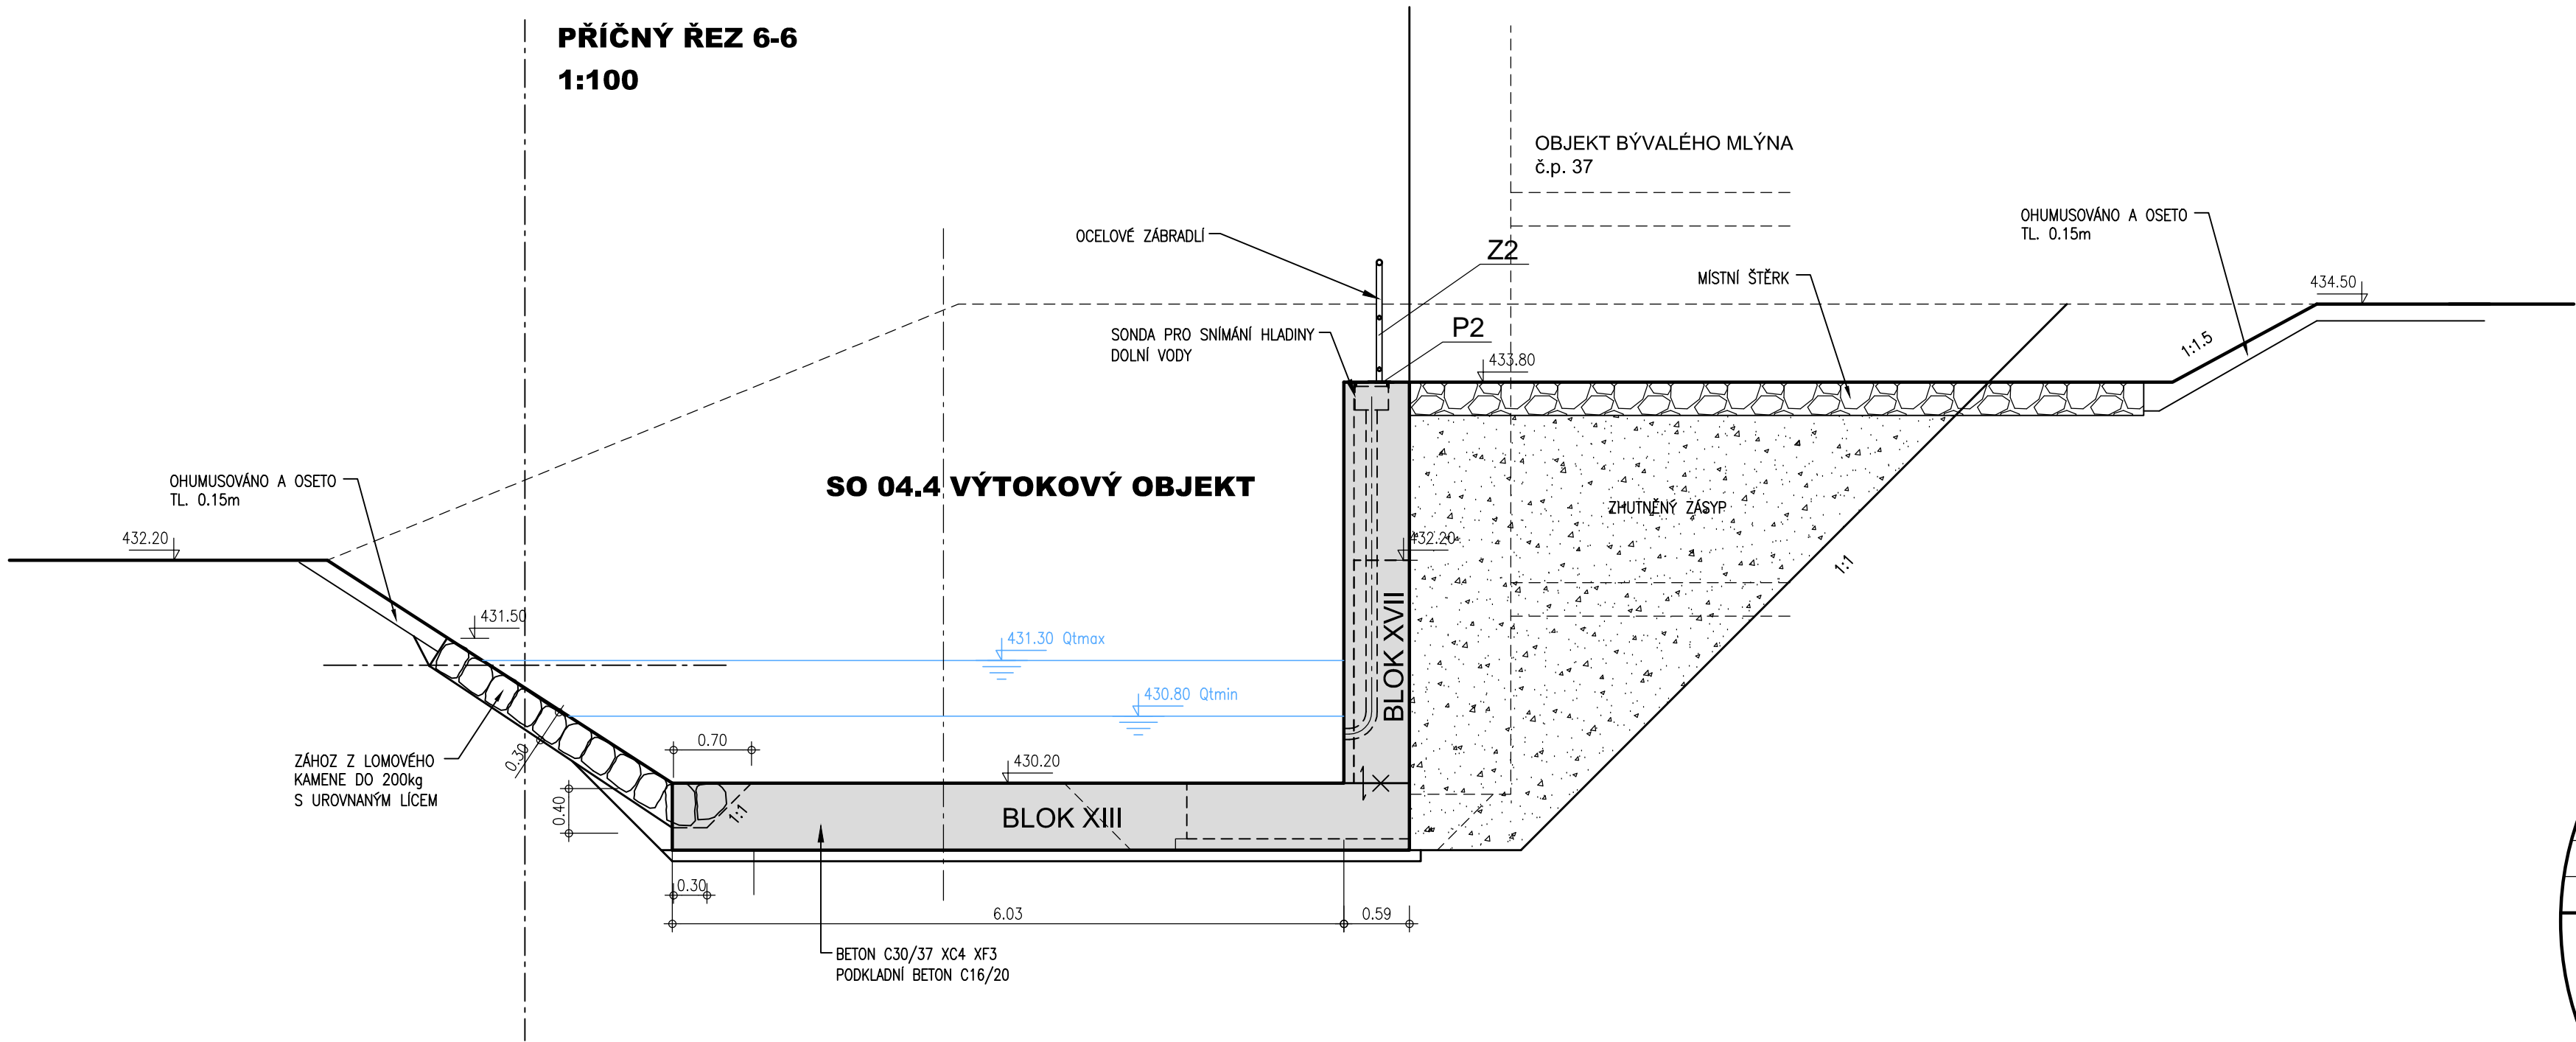 PŘÍČNÝ ŘEZ 6-6
1:100
OBJEKT BÝVALÉHO MLÝNA
č.p. 37
OHUMUSOVÁNO A OSETO
TL. 0.15m
OCELOVÉ ZÁBRADLÍ
Z2
MÍSTNÍ ŠTĚRK
434.50
SONDA PRO SNÍMÁNÍ HLADINY
DOLNÍ VODY
P2
433.80
1:1.5
OHUMUSOVÁNO A OSETO
TL. 0.15m
SO 04.4 VÝTOKOVÝ OBJEKT
ZHUTNĚNÝ ZÁSYP
432.20
432.20
1:1
431.50
431.30 Qtmax
BLOK XVII
430.80 Qtmin
ZÁHOZ Z LOMOVÉHO
KAMENE DO 200kg
S UROVNANÝM LÍCEM
0.30
0.70
430.20
0.40
1:1
BLOK XIII
0.30
6.03
0.59
BETON C30/37 XC4 XF3
PODKLADNÍ BETON C16/20